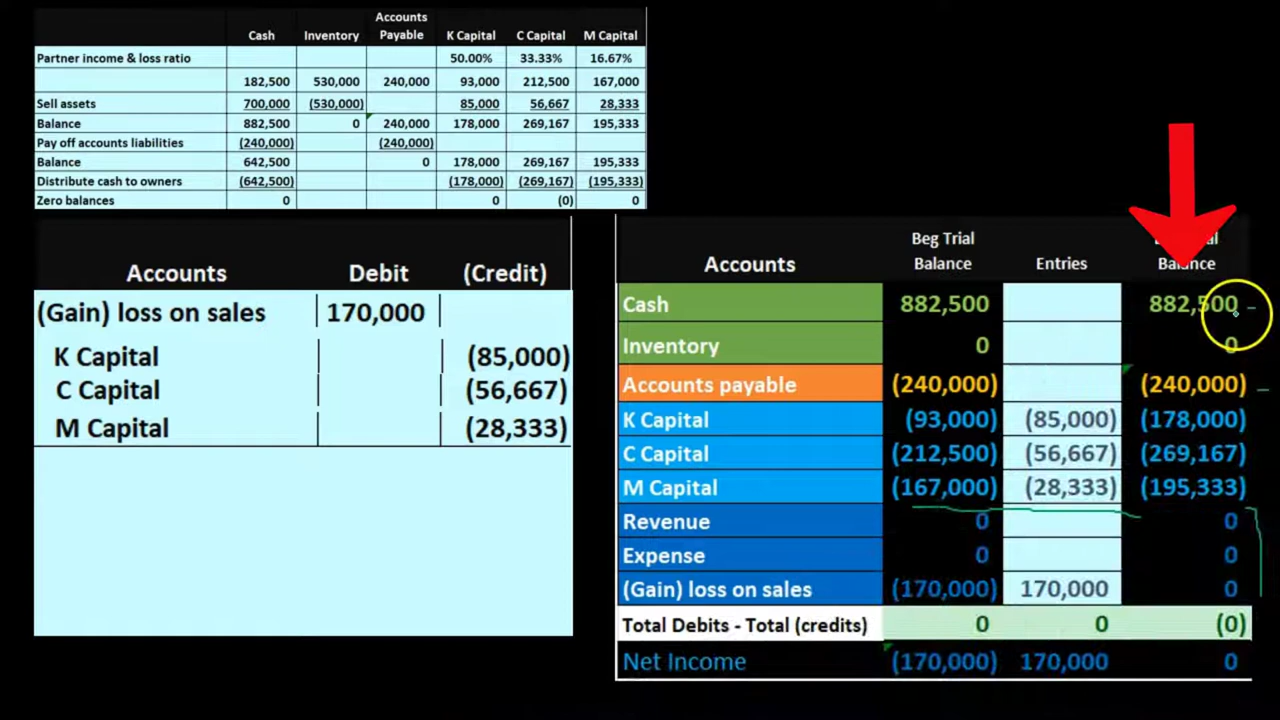 Accounts
Cash Inventory Payable K Capital C Capital M Capital
Partner income & loss ratio 50.00% 33.33% 16.67%
182,500 530,000 240,000 93,000 212,500 167,000
Sell assets 700,000 (530,000) 85,000 56,667 28,333
Balance 882,500 0 240,000 178,000 269,167 195,333
Pay off accounts liabilities (240,000) (240,000)
Balance 642,500 0 178,000 269,167 195,333
Distribute cash to owners (642,500) (178,000) (269,167) (195,333)
Zero balances 0 0 (0) 0
Accounts Debit (Credit)
(Gain) loss on sales 170,000
K Capital (85,000)
C Capital (56,667)
M Capital (28,333)
Beg Trial
Accounts Balance Entries Balance
Cash 882,500 882,500
Inventory 0 0
Accounts payable (240,000) (240,000)
K Capital (93,000) (85,000) (178,000)
C Capital (212,500) (56,667) (269,167)
M Capital (167,000) (28,333) (195,333)
Revenue 0 0
Expense 0 0
(Gain) loss on sales (170,000) 170,000 0
Total Debits - Total (credits) 0 0 (0)
Net Income (170,000) 170,000 0